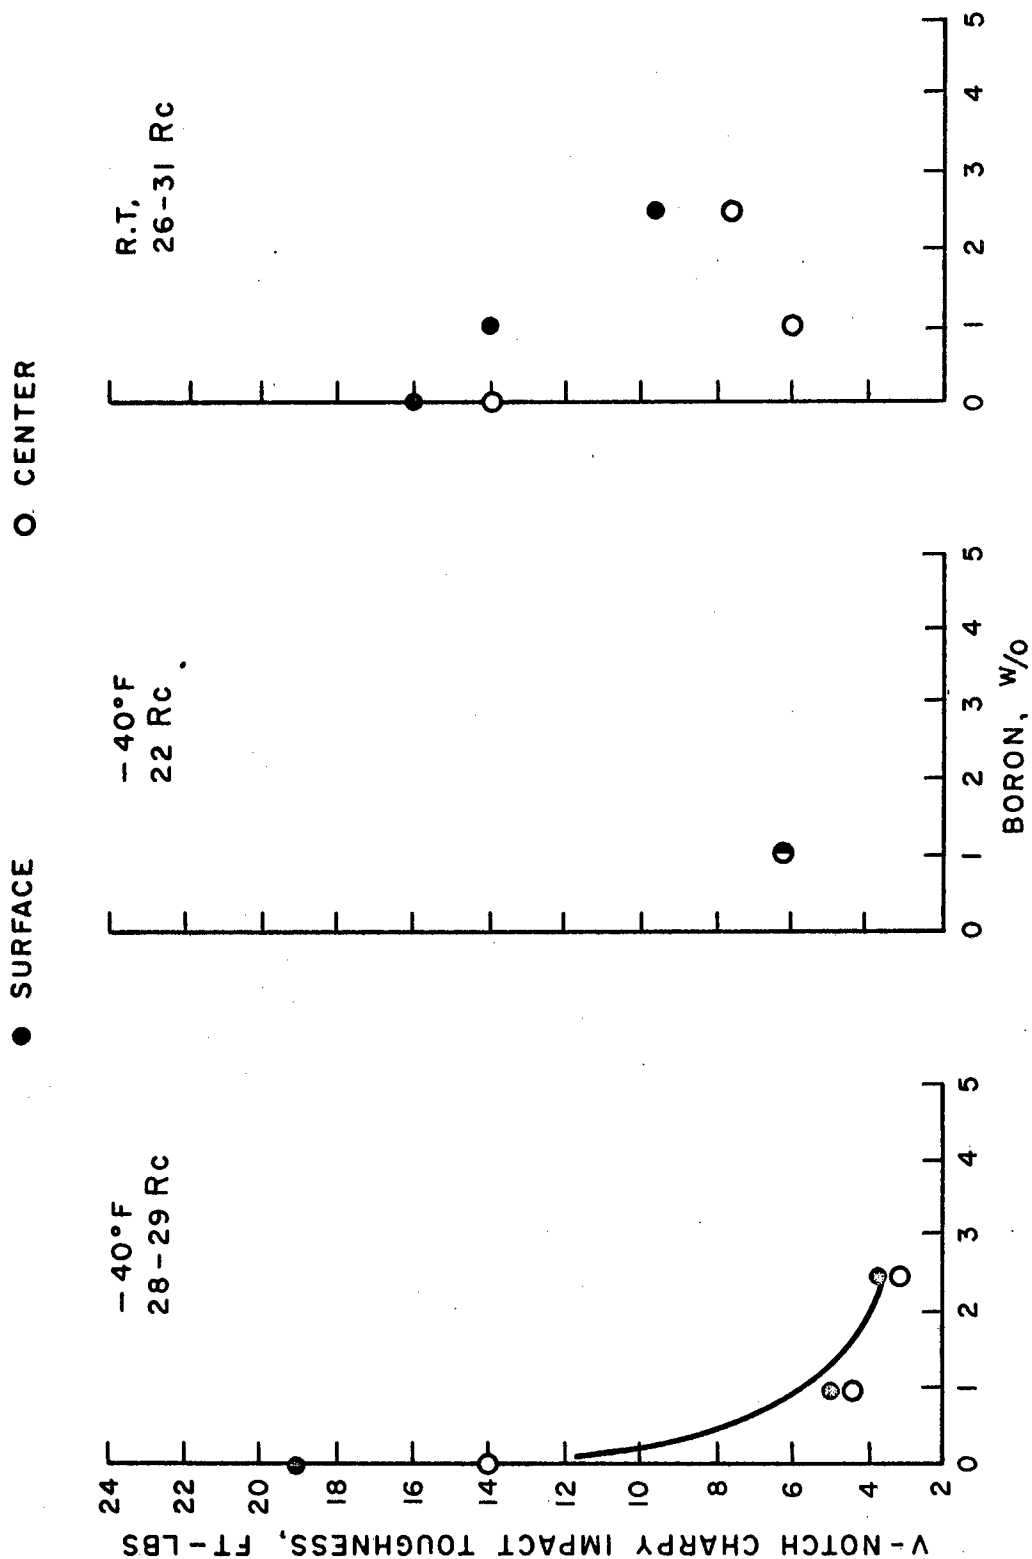 ● SURFACE
○ CENTER
−40°F
28−29 Rc
−40°F
22 Rc
R.T,
26−31 Rc
V-NOTCH CHARPY IMPACT TOUGHNESS, FT-LBS
24
22
20
18
16
14
12
10
8
6
4
2
0 1 2 3 4 5
0 1 2 3 4 5
0 1 2 3 4 5
BORON, W/O